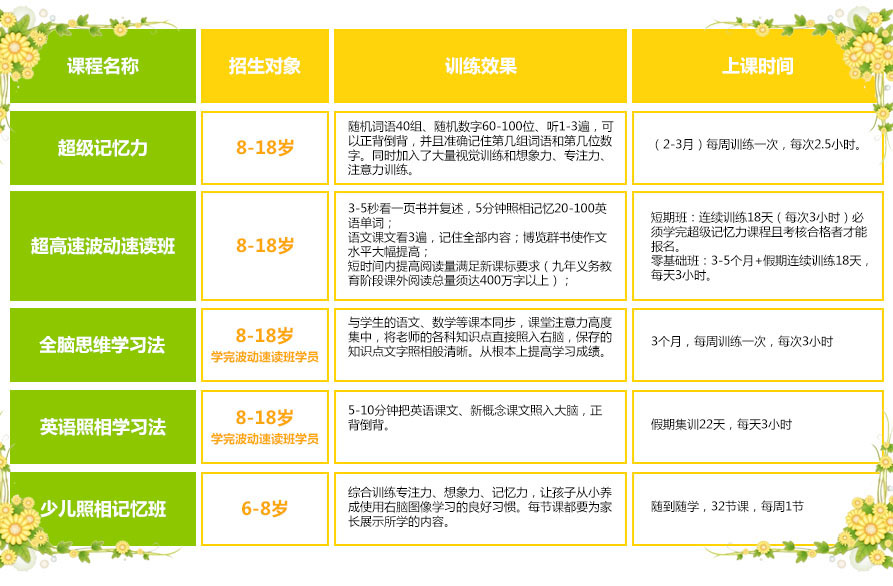 课程名称
招生对象
训练效果
上课时间
超级记忆力
8-18岁
随机词语40组、随机数字60-100位、听1-3遍，可
以正背倒背，并且准确记住第几组词语和第几位数
字。同时加入了大量视觉训练和想象力、专注力、
注意力训练。
（2-3月）每周训练一次，每次2.5小时。
超高速波动速读班
8-18岁
3-5秒看一页书并复述，5分钟照相记忆20-100英
语单词；
语文课文看3遍，记住全部内容；博览群书使作文
水平大幅提高；
短时间内提高阅读量满足新课标要求（九年义务教
育阶段课外阅读总量须达400万字以上）；
短期班：连续训练18天（每次3小时）必
须学完超级记忆力课程且考核合格者才能
报名。
零基础班：3-5个月+假期连续训练18天，
每天3小时。
全脑思维学习法
8-18岁
学完波动速读班学员
与学生的语文、数学等课本同步，课堂注意力高度
集中，将老师的各科知识点直接照入右脑，保存的
知识点文字照相般清晰。从根本上提高学习成绩。
3个月，每周训练一次，每次3小时
英语照相学习法
8-18岁
学完波动速读班学员
5-10分钟把英语课文、新概念课文照入大脑，正
背倒背。
假期集训22天，每天3小时
少儿照相记忆班
6-8岁
综合训练专注力、想象力、记忆力，让孩子从小养
成使用右脑图像学习的良好习惯。每节课都要为家
长展示所学的内容。
随到随学，32节课，每周1节